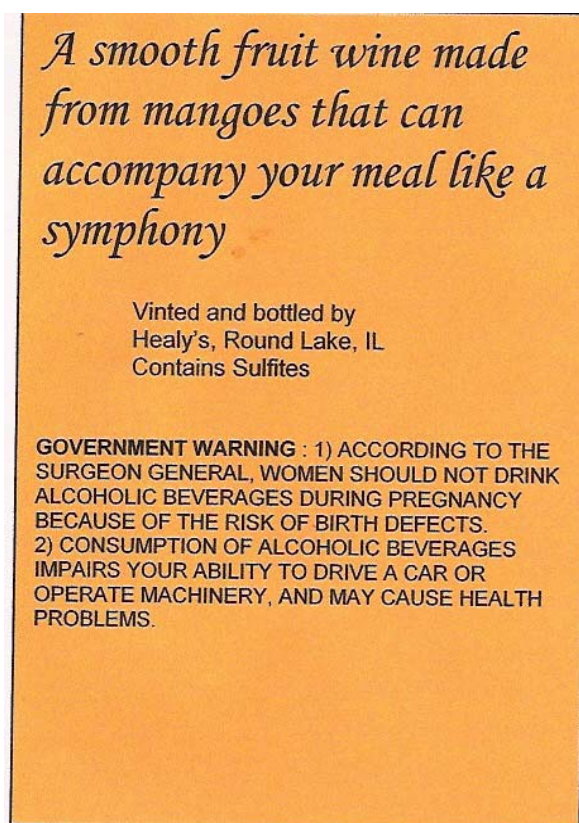 A smooth fruit wine made
from mangoes that can
accompany your meal like a
symphony
Vinted and bottled by
Healy's, Round Lake, IL
Contains Sulfites
GOVERNMENT WARNING : 1) ACCORDING TO THE
SURGEON GENERAL, WOMEN SHOULD NOT DRINK
ALCOHOLIC BEVERAGES DURING PREGNANCY
BECAUSE OF THE RISK OF BIRTH DEFECTS.
2) CONSUMPTION OF ALCOHOLIC BEVERAGES
IMPAIRS YOUR ABILITY TO DRIVE A CAR OR
OPERATE MACHINERY, AND MAY CAUSE HEALTH
PROBLEMS.